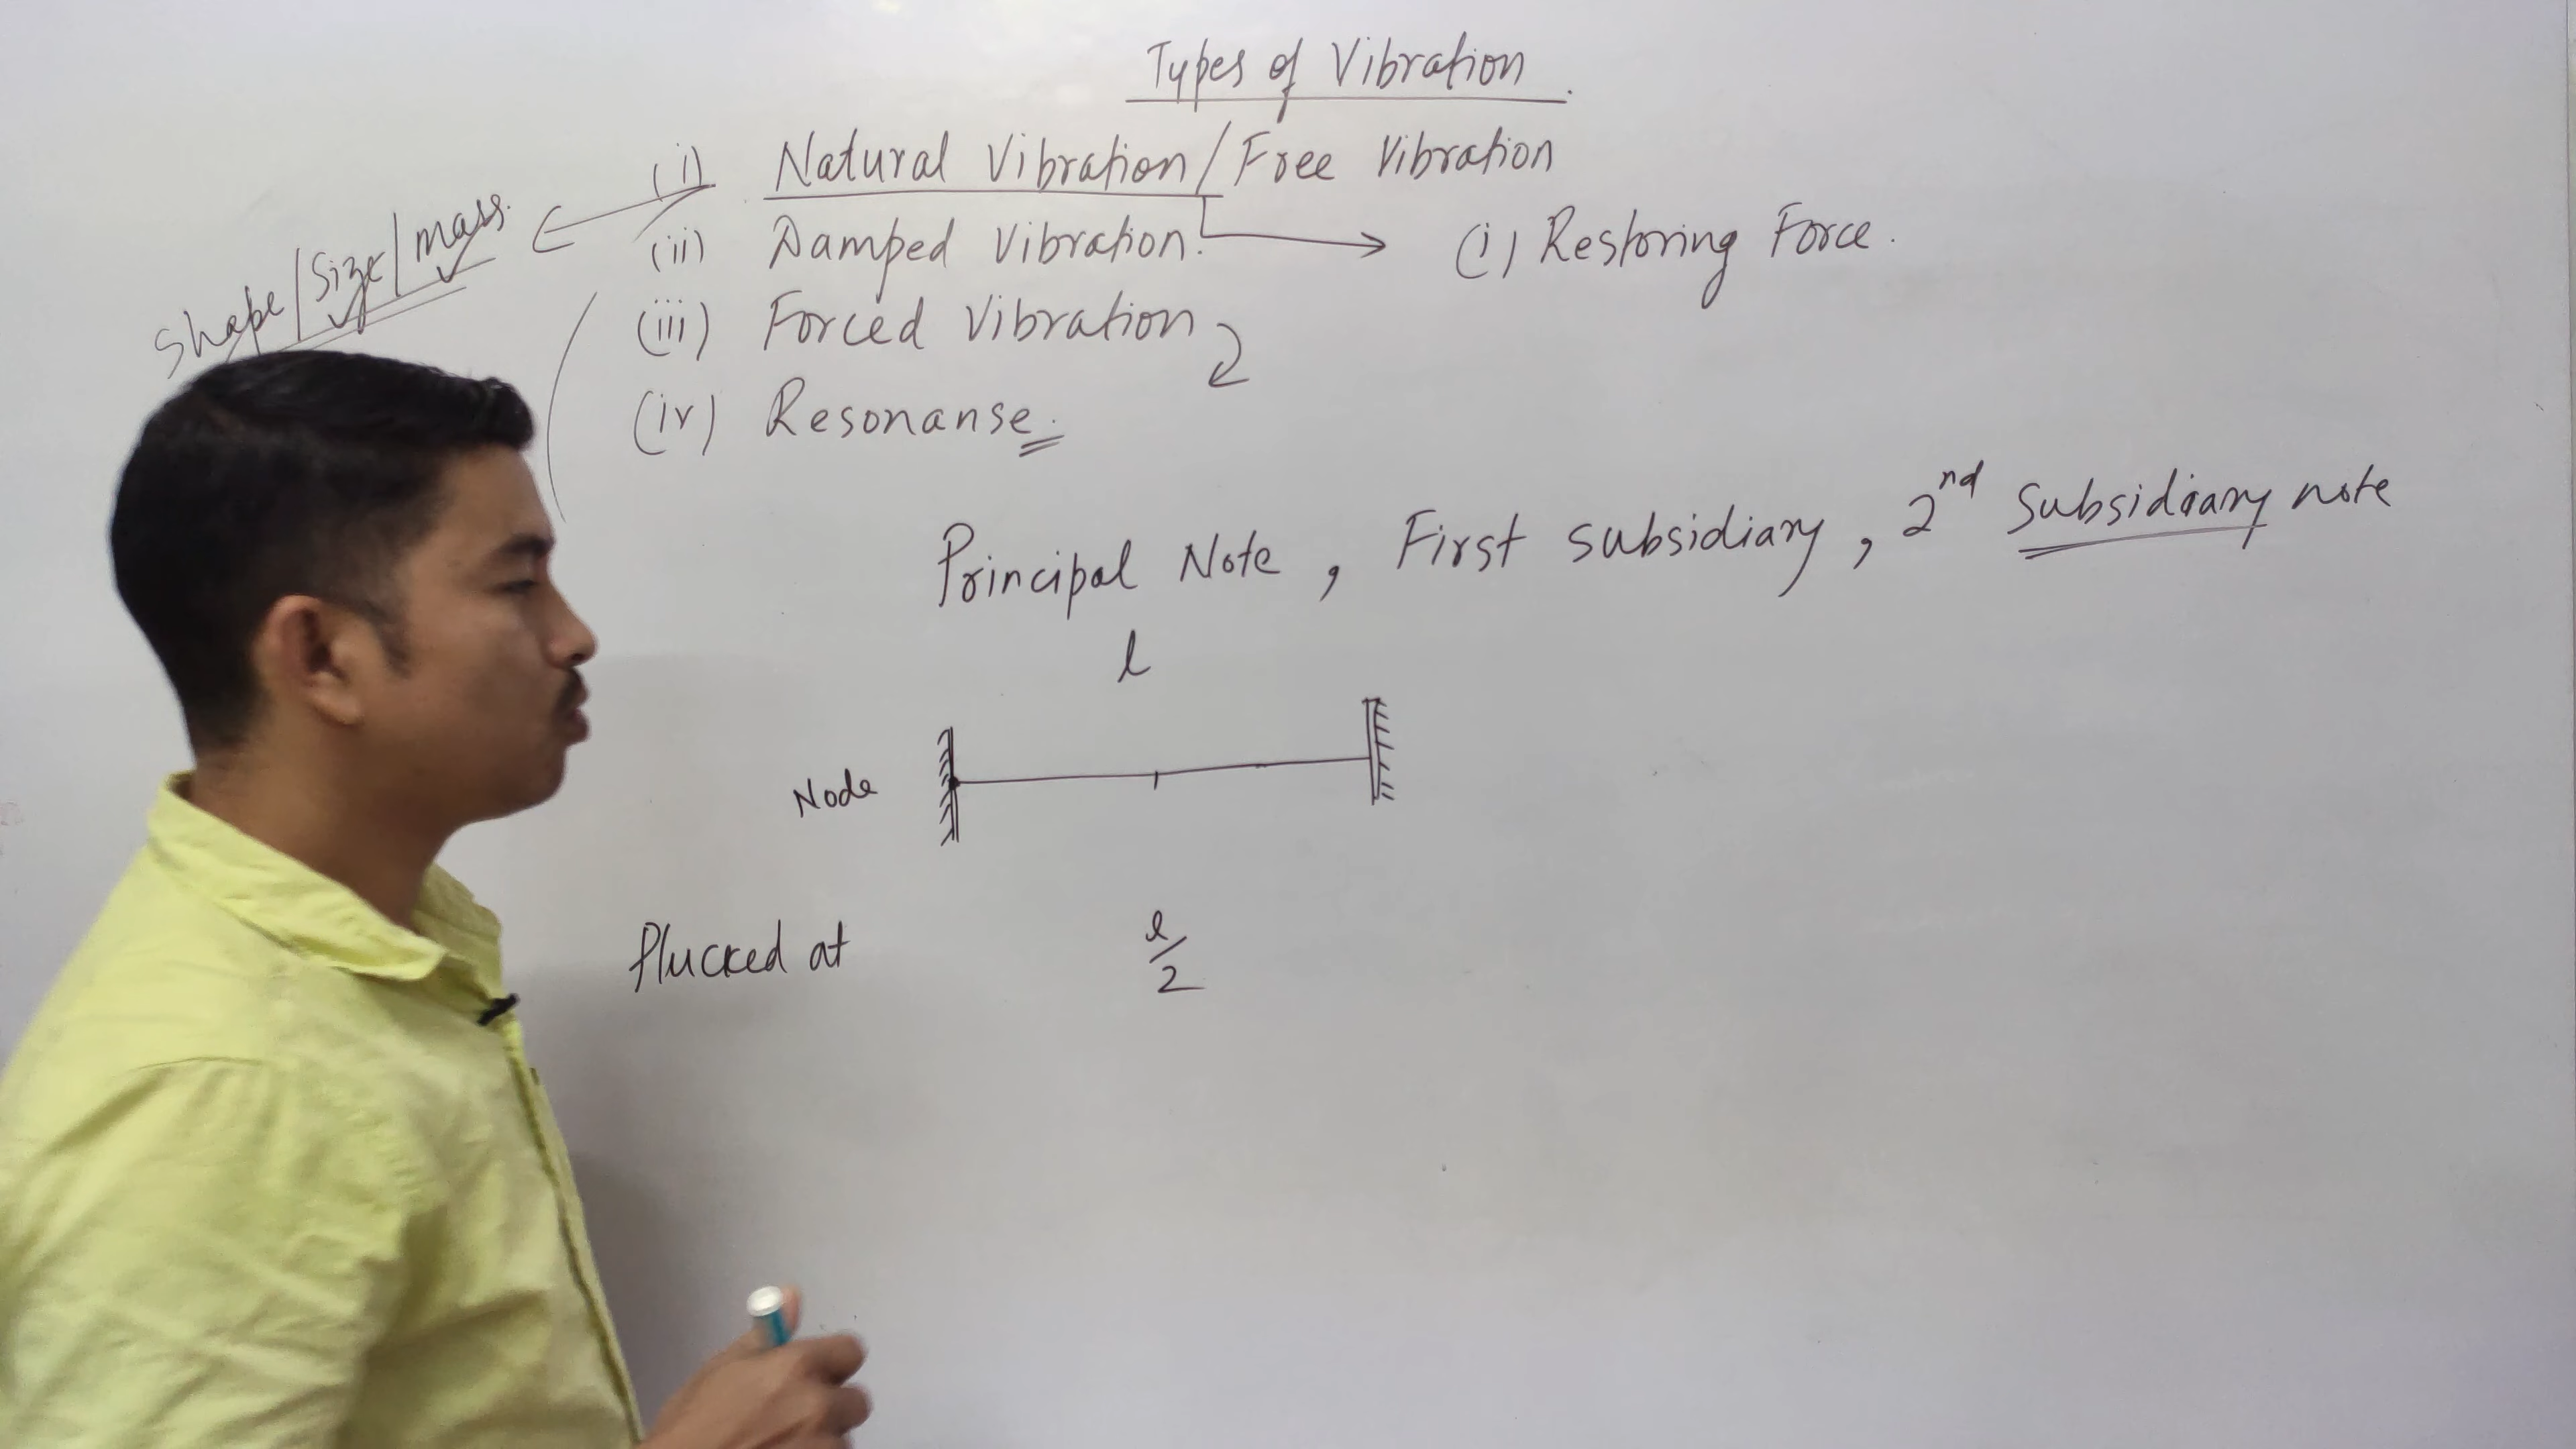 Types of Vibration.
(i) Natural Vibration/Free Vibration
Shape/Size/mass.
(ii) Damped Vibration.
(i) Restoring Force.
(iii) Forced Vibration
(iv) Resonanse.
Principal Note, First subsidiary, 2nd Subsidiary note
l
Node
Plucked at l/2